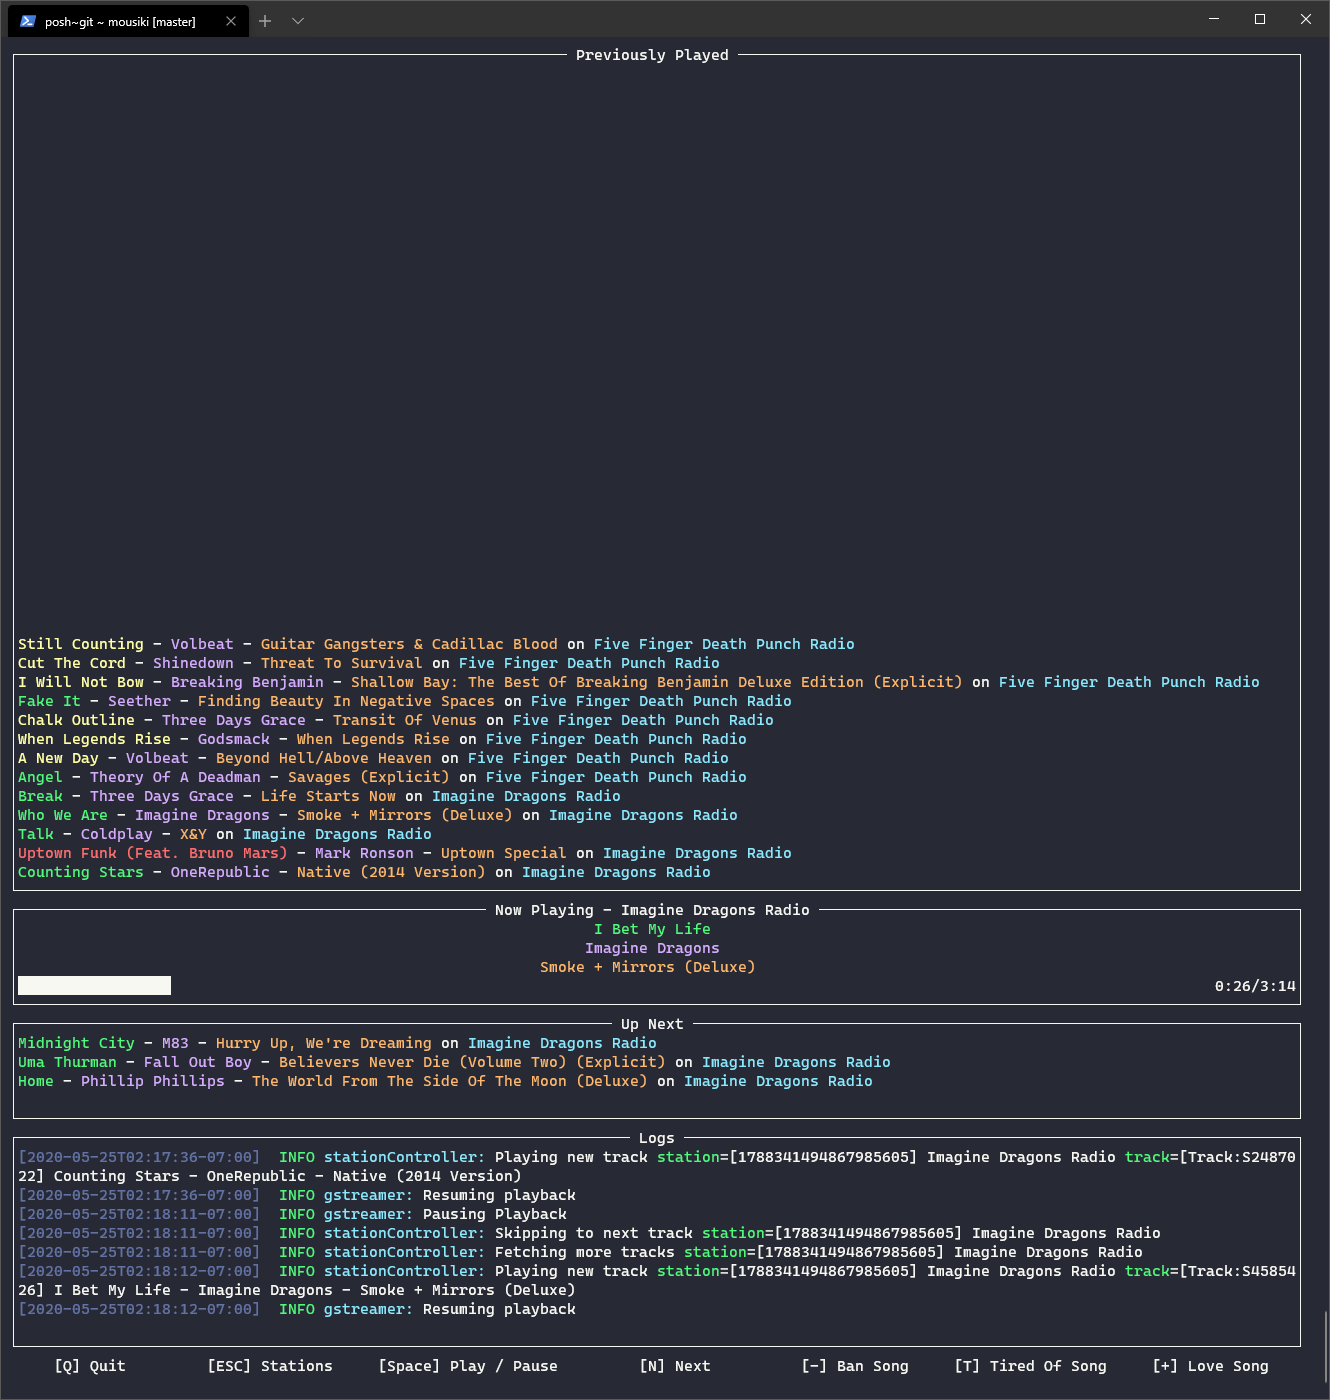 posh~git ~ mousiki [master]
Previously Played
Still Counting - Volbeat - Guitar Gangsters & Cadillac Blood on Five Finger Death Punch Radio
Cut The Cord - Shinedown - Threat To Survival on Five Finger Death Punch Radio
I Will Not Bow - Breaking Benjamin - Shallow Bay: The Best Of Breaking Benjamin Deluxe Edition (Explicit) on Five Finger Death Punch Radio
Fake It - Seether - Finding Beauty In Negative Spaces on Five Finger Death Punch Radio
Chalk Outline - Three Days Grace - Transit Of Venus on Five Finger Death Punch Radio
When Legends Rise - Godsmack - When Legends Rise on Five Finger Death Punch Radio
A New Day - Volbeat - Beyond Hell/Above Heaven on Five Finger Death Punch Radio
Angel - Theory Of A Deadman - Savages (Explicit) on Five Finger Death Punch Radio
Break - Three Days Grace - Life Starts Now on Imagine Dragons Radio
Who We Are - Imagine Dragons - Smoke + Mirrors (Deluxe) on Imagine Dragons Radio
Talk - Coldplay - X&Y on Imagine Dragons Radio
Uptown Funk (Feat. Bruno Mars) - Mark Ronson - Uptown Special on Imagine Dragons Radio
Counting Stars - OneRepublic - Native (2014 Version) on Imagine Dragons Radio
Now Playing - Imagine Dragons Radio
I Bet My Life
Imagine Dragons
Smoke + Mirrors (Deluxe)
0:26/3:14
Up Next
Midnight City - M83 - Hurry Up, We're Dreaming on Imagine Dragons Radio
Uma Thurman - Fall Out Boy - Believers Never Die (Volume Two) (Explicit) on Imagine Dragons Radio
Home - Phillip Phillips - The World From The Side Of The Moon (Deluxe) on Imagine Dragons Radio
Logs
[2020-05-25T02:17:36-07:00]  INFO stationController: Playing new track station=[1788341494867985605] Imagine Dragons Radio track=[Track:S24870
22] Counting Stars - OneRepublic - Native (2014 Version)
[2020-05-25T02:17:36-07:00]  INFO gstreamer: Resuming playback
[2020-05-25T02:18:11-07:00]  INFO gstreamer: Pausing Playback
[2020-05-25T02:18:11-07:00]  INFO stationController: Skipping to next track station=[1788341494867985605] Imagine Dragons Radio
[2020-05-25T02:18:11-07:00]  INFO stationController: Fetching more tracks station=[1788341494867985605] Imagine Dragons Radio
[2020-05-25T02:18:12-07:00]  INFO stationController: Playing new track station=[1788341494867985605] Imagine Dragons Radio track=[Track:S45854
26] I Bet My Life - Imagine Dragons - Smoke + Mirrors (Deluxe)
[2020-05-25T02:18:12-07:00]  INFO gstreamer: Resuming playback
[Q] Quit [ESC] Stations [Space] Play / Pause [N] Next [-] Ban Song [T] Tired Of Song [+] Love Song